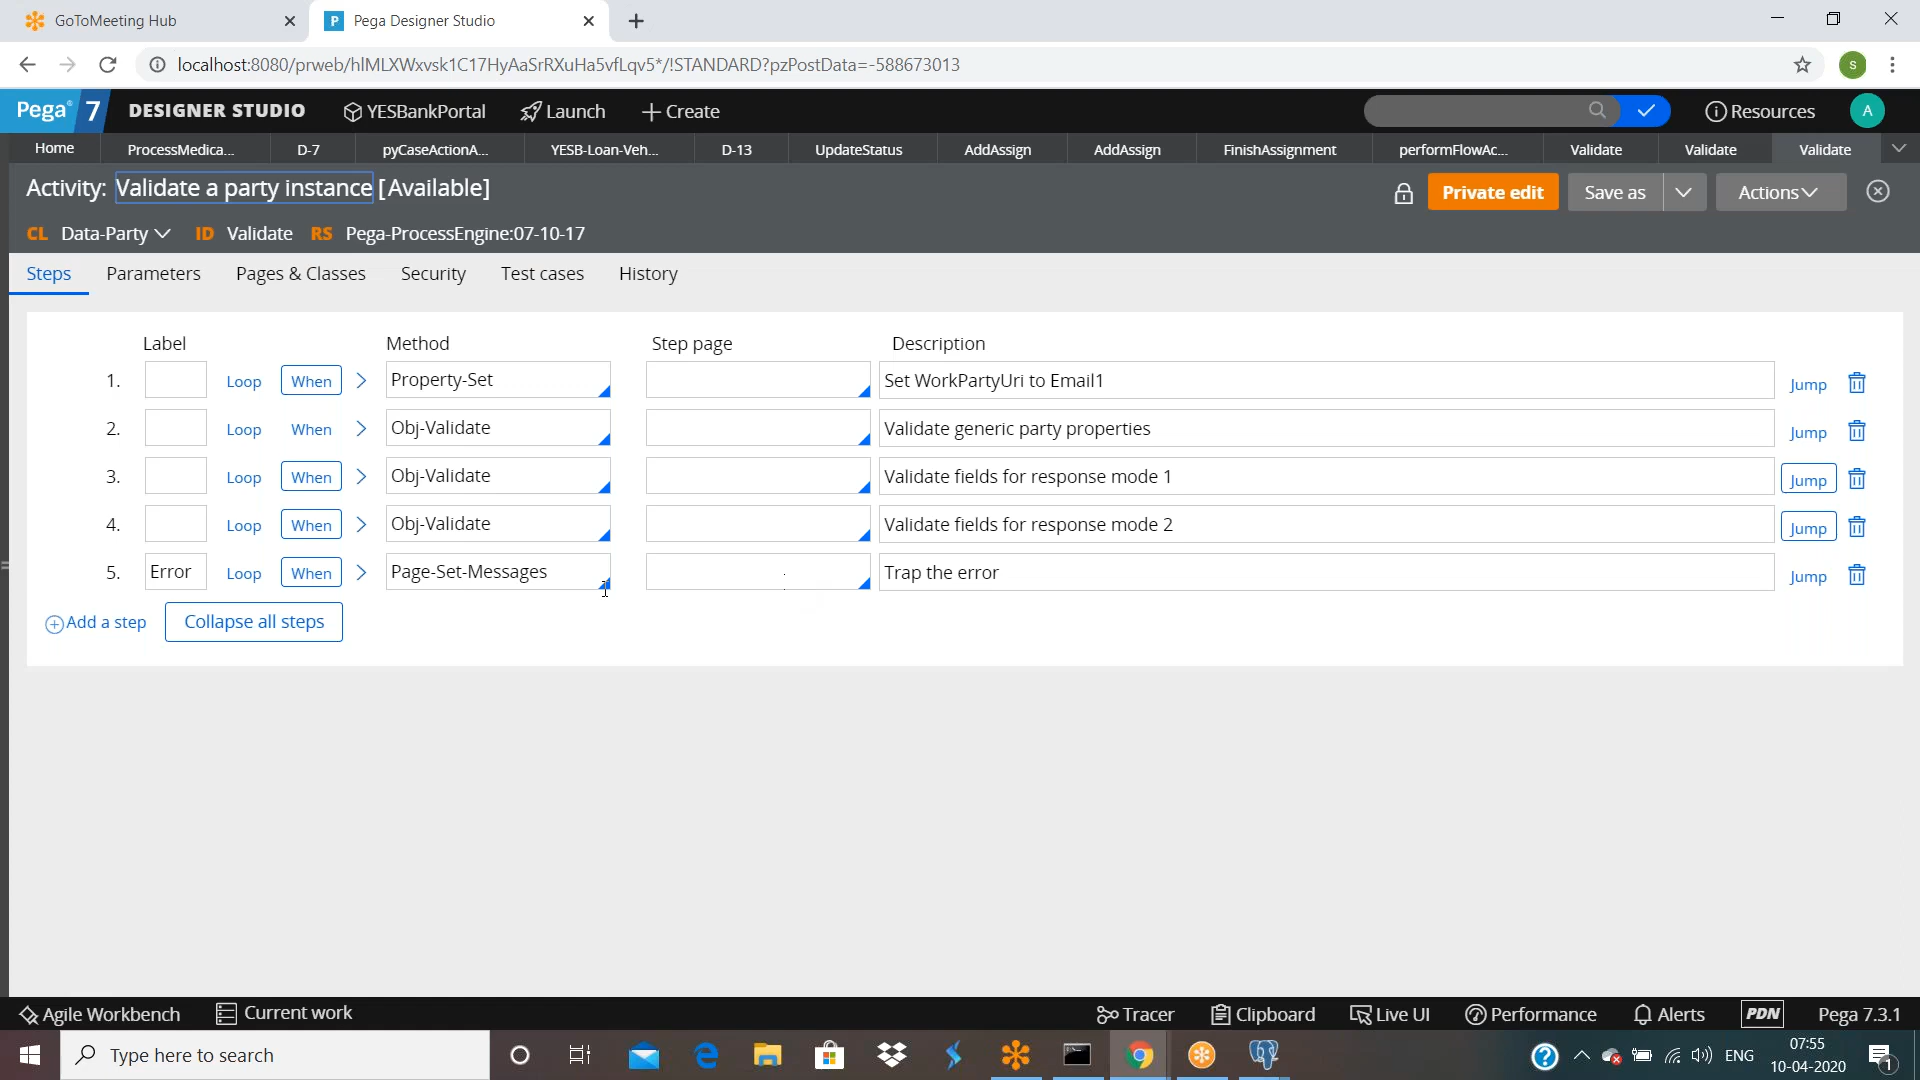 GoToMeeting Hub
Pega Designer Studio
localhost:8080/prweb/hIMLXWxvsk1C17HyAaSrRXuHa5vfLqv5*/!STANDARD?pzPostData=-588673013
s
Pega 7 DESIGNER STUDIO YESBankPortal Launch Create Resources A
Home ProcessMedica... D-7 pyCaseActionA... YESB-Loan-Veh... D-13 UpdateStatus AddAssign AddAssign FinishAssignment performFlowAc... Validate Validate Validate
Activity: Validate a party instance [Available] Private edit Save as Actions
CL Data-Party ID Validate RS Pega-ProcessEngine:07-10-17
Steps Parameters Pages & Classes Security Test cases History
Label Method Step page Description
1. Loop When Property-Set Set WorkPartyUri to Email1 Jump
2. Loop When Obj-Validate Validate generic party properties Jump
3. Loop When Obj-Validate Validate fields for response mode 1 Jump
4. Loop When Obj-Validate Validate fields for response mode 2 Jump
5. Error Loop When Page-Set-Messages Trap the error Jump
Add a step Collapse all steps
Agile Workbench Current work Tracer Clipboard Live UI Performance Alerts PDN Pega 7.3.1
Type here to search ENG 07:55
10-04-2020 1